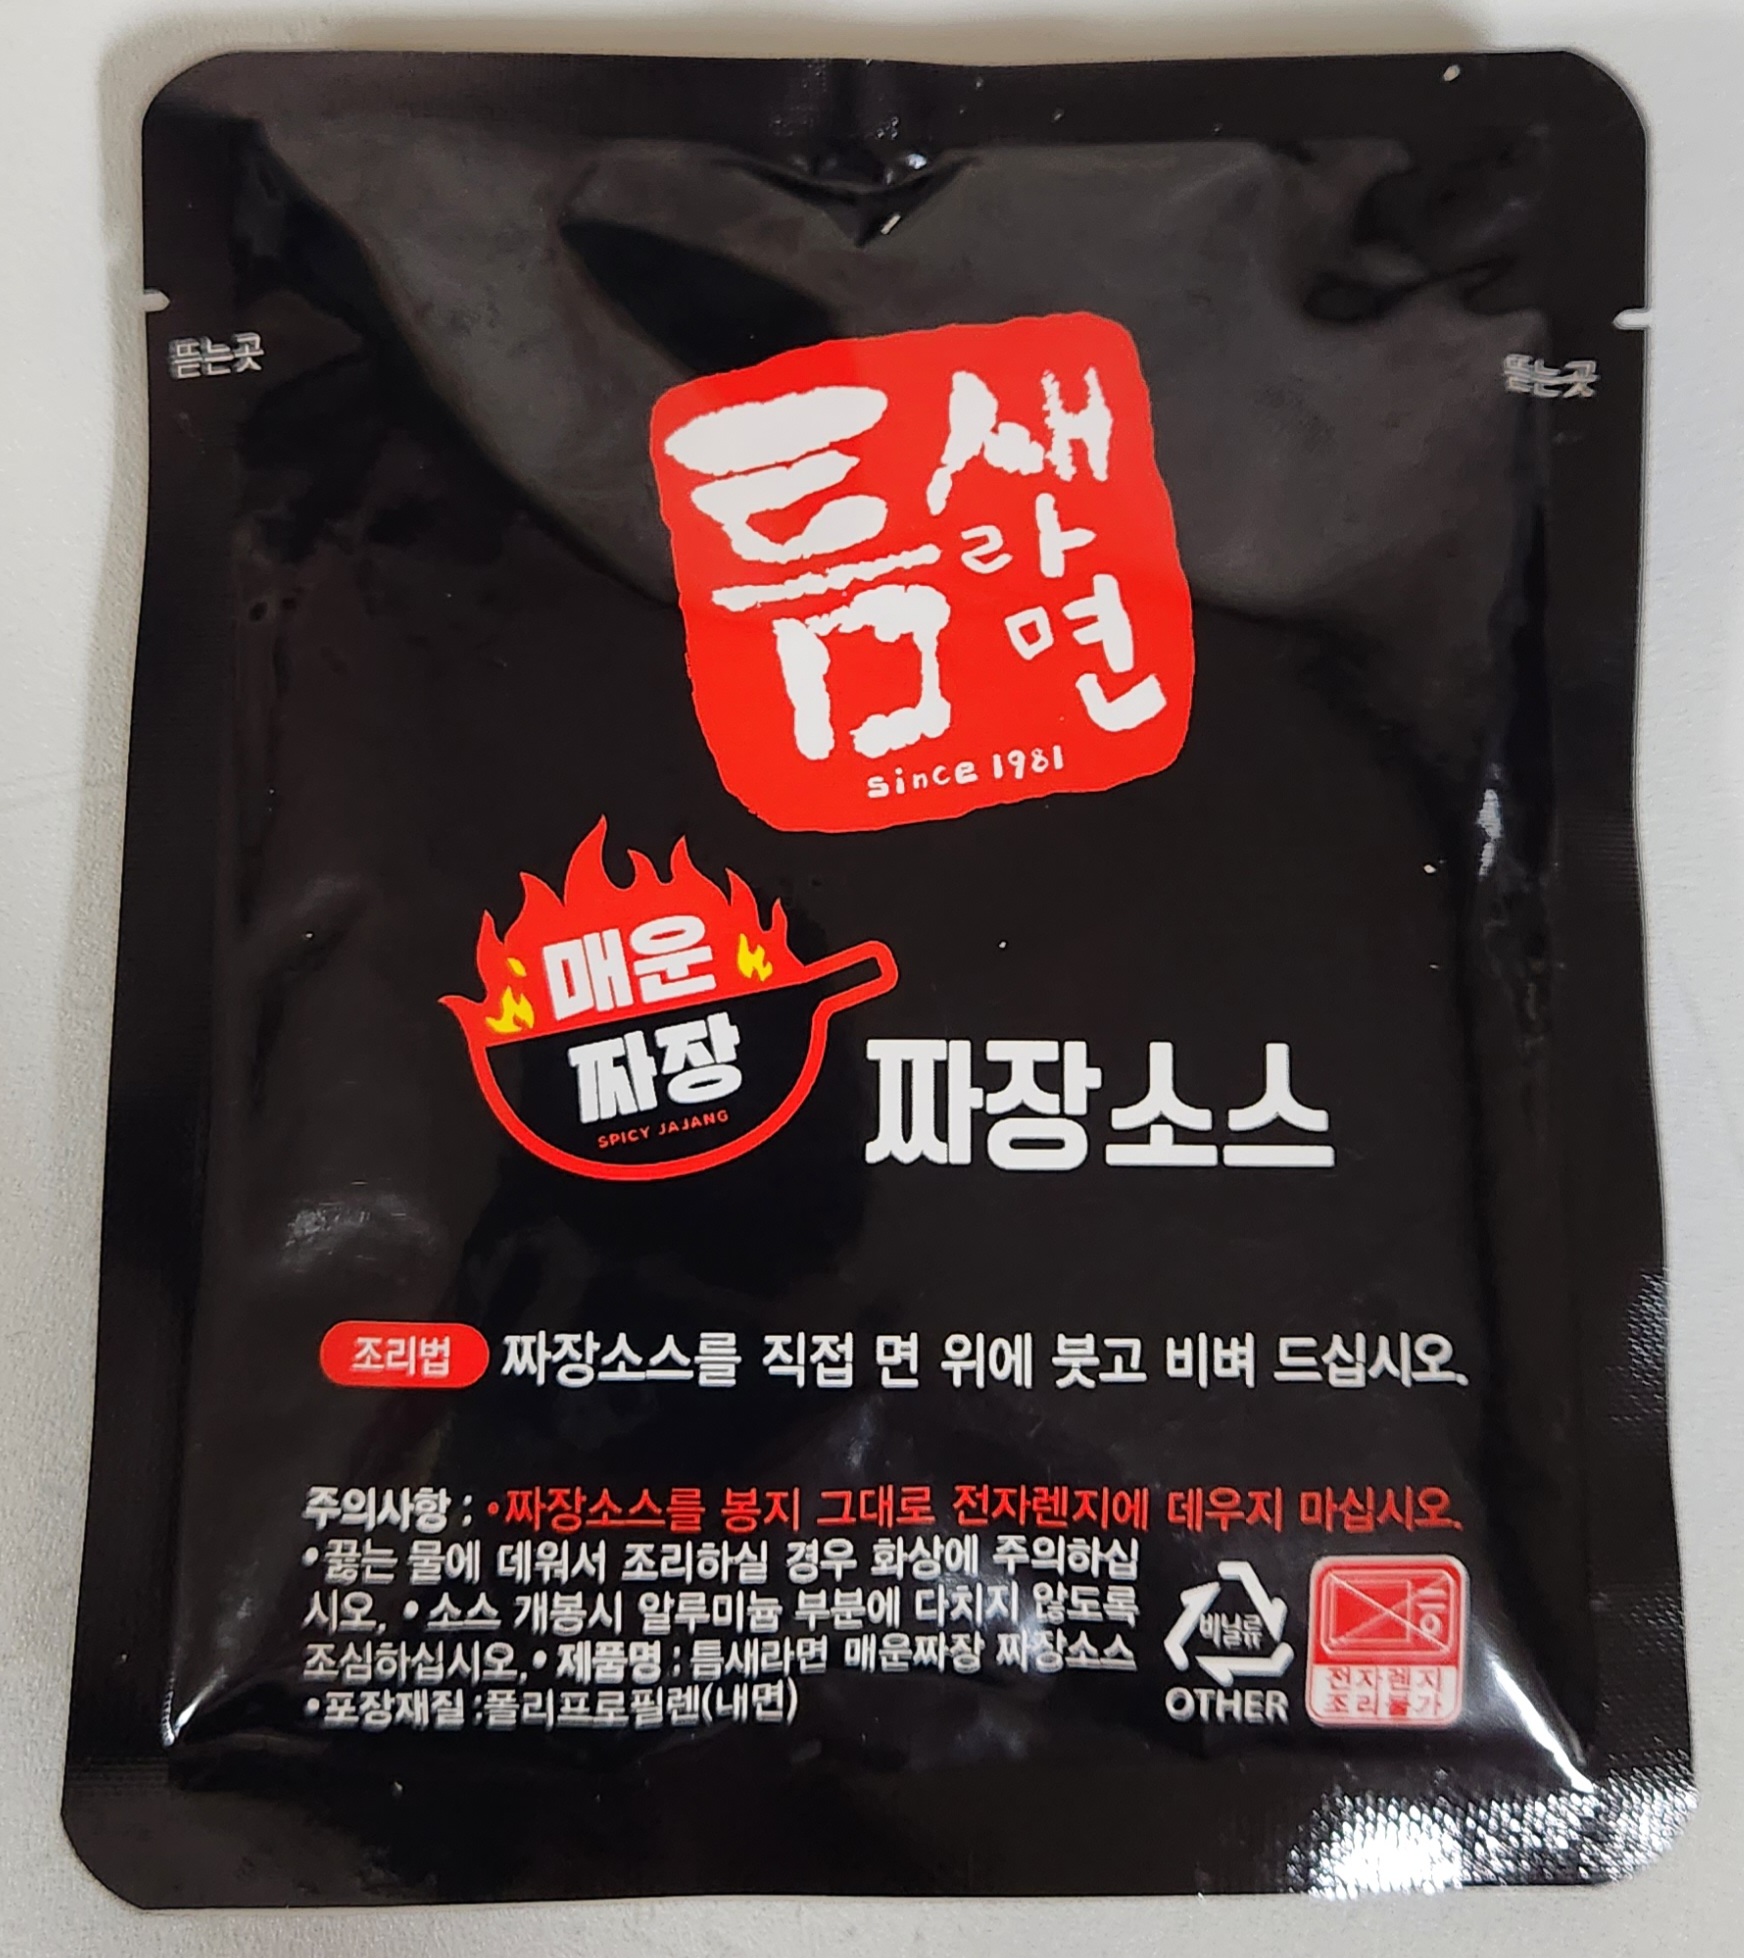 뜯는곳
뜯는곳
틈새
라면
since 1981
매운
짜장
SPICY JAJANG
짜장소스
조리법 짜장소스를 직접 면 위에 붓고 비벼 드십시오.
주의사항 : •짜장소스를 봉지 그대로 전자렌지에 데우지 마십시오.
•끓는 물에 데워서 조리하실 경우 화상에 주의하십
시오. •소스 개봉시 알루미늄 부분에 다치지 않도록
조심하십시오.•제품명 : 틈새라면 매운짜장 짜장소스
•포장재질 : 폴리프로필렌(내면)
비닐류
OTHER
전자렌지
조리불가